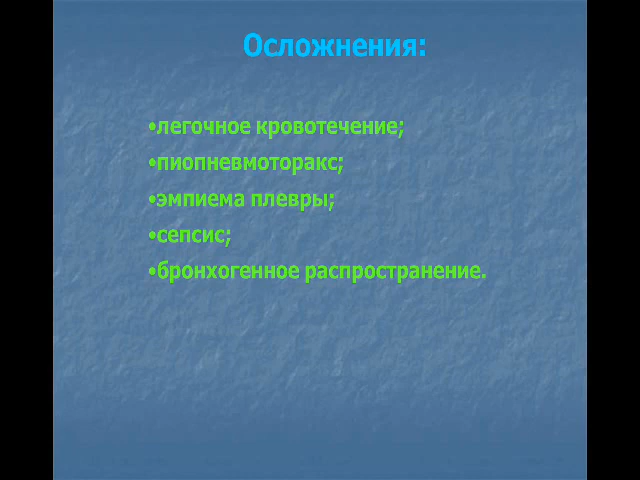 Осложнения:
•легочное кровотечение;
•пиопневмоторакс;
•эмпиема плевры;
•сепсис;
•бронхогенное распространение.